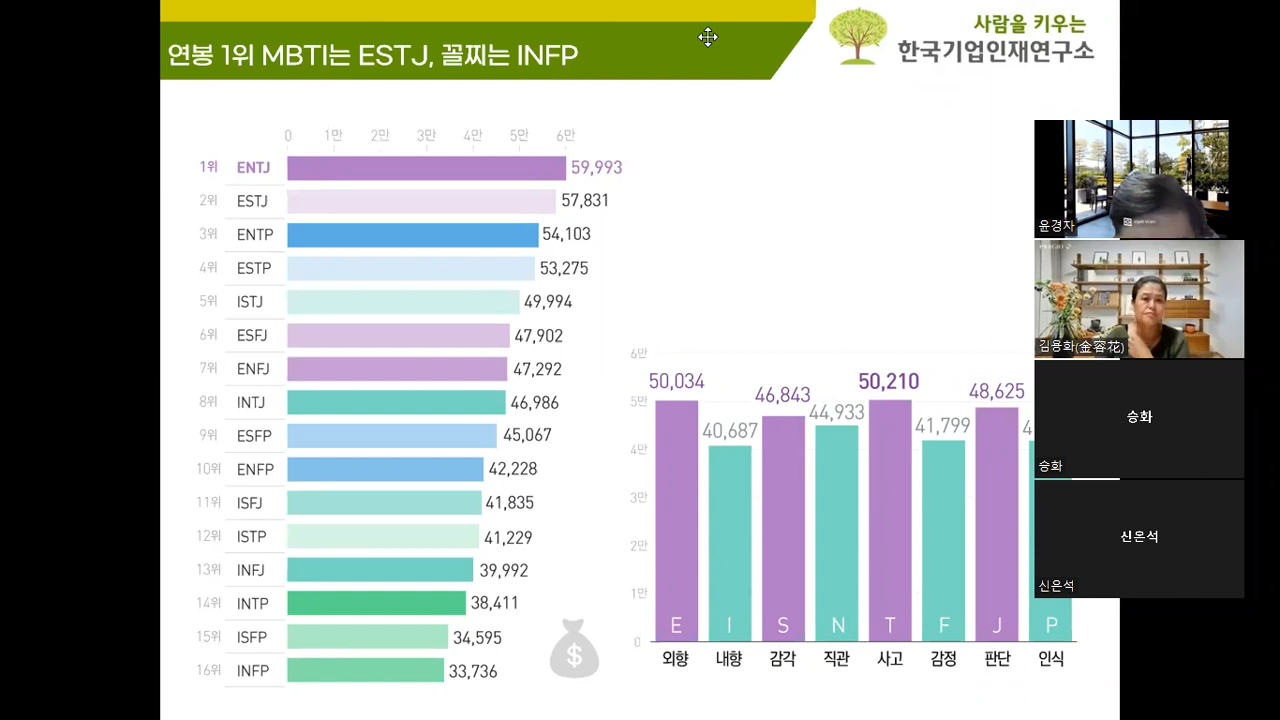 연봉 1위 MBTI는 ESTJ, 꼴찌는 INFP
사람을 키우는
한국기업인재연구소
0 1만 2만 3만 4만 5만 6만
1위 ENTJ 59,993
2위 ESTJ 57,831
3위 ENTP 54,103
4위 ESTP 53,275
5위 ISTJ 49,994
6위 ESFJ 47,902
7위 ENFJ 47,292
8위 INTJ 46,986
9위 ESFP 45,067
10위 ENFP 42,228
11위 ISFJ 41,835
12위 ISTP 41,229
13위 INFJ 39,992
14위 INTP 38,411
15위 ISFP 34,595
16위 INFP 33,736
$
6만
5만
4만
3만
2만
1만
0
50,034 40,687 46,843 44,933 50,210 41,799 48,625 4
E I S N T F J P
외향 내향 감각 직관 사고 감정 판단 인식
윤경자
김용화(金容花)
승화
승화
신은석
신은석